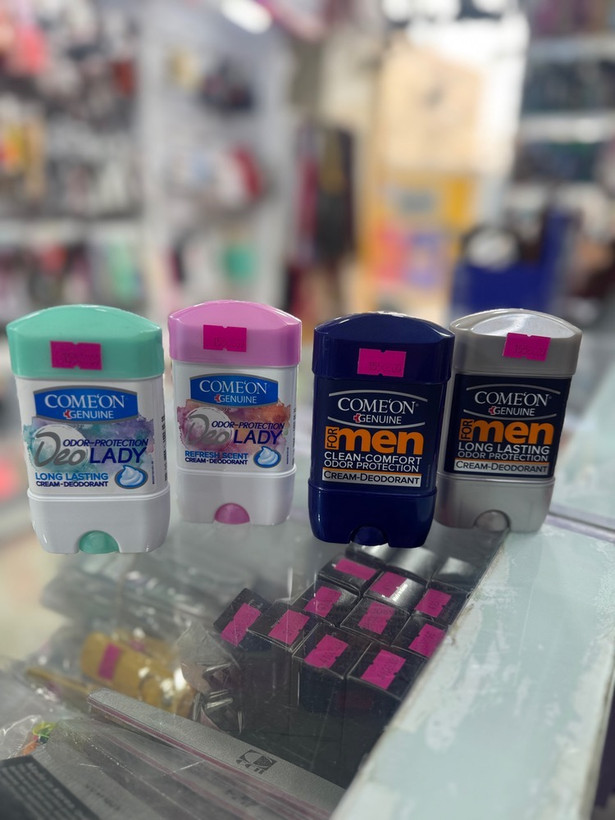 COME'ON
GENUINE
ODOR-PROTECTION
Deo LADY
LONG LASTING
CREAM-DEODORANT
COME'ON
GENUINE
ODOR-PROTECTION
Deo LADY
REFRESH SCENT
CREAM-DEODORANT
COME'ON
GENUINE
FOR men
CLEAN-COMFORT
ODOR PROTECTION
CREAM-DEODORANT
COME'ON
GENUINE
FOR men
LONG LASTING
ODOR PROTECTION
CREAM-DEODORANT